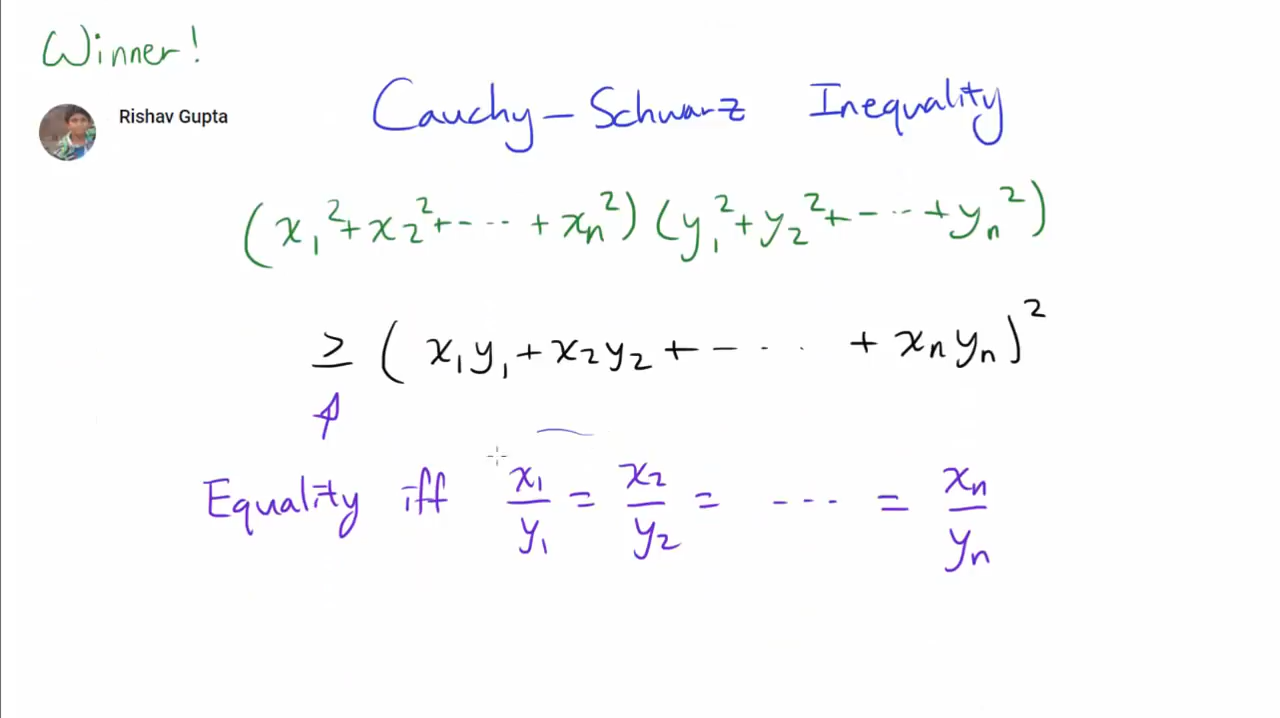 Winner!
Rishav Gupta
Cauchy – Schwarz Inequality
(x₁² + x₂² + - ·· + xₙ²) (y₁² + y₂² + - ·· + yₙ²)
≥ ( x₁y₁ + x₂y₂ + - · · + xₙyₙ )²
Equality iff x₁/y₁ = x₂/y₂ = - - - = xₙ/yₙ